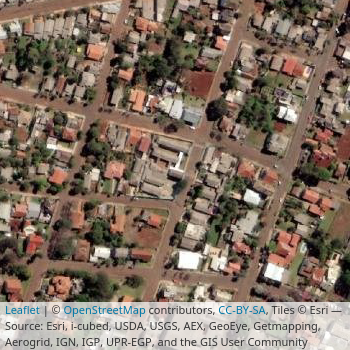 Leaflet | © OpenStreetMap contributors, CC-BY-SA, Tiles © Esri —
Source: Esri, i-cubed, USDA, USGS, AEX, GeoEye, Getmapping,
Aerogrid, IGN, IGP, UPR-EGP, and the GIS User Community